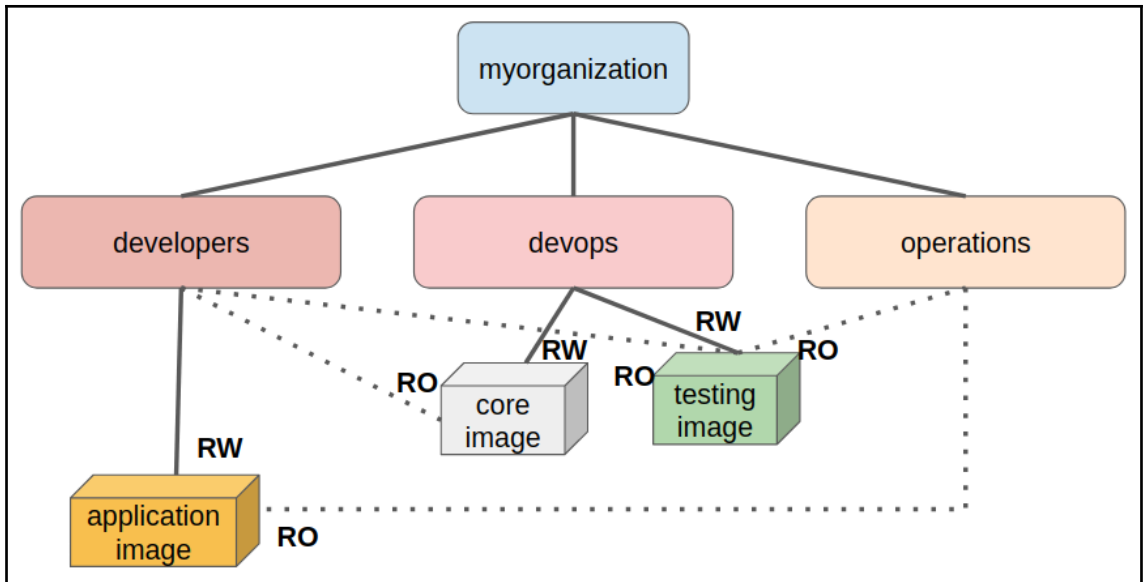 myorganization
developers
devops
operations
RW
RW
RO
RO
RO
core
image
testing
image
RW
application
image
RO